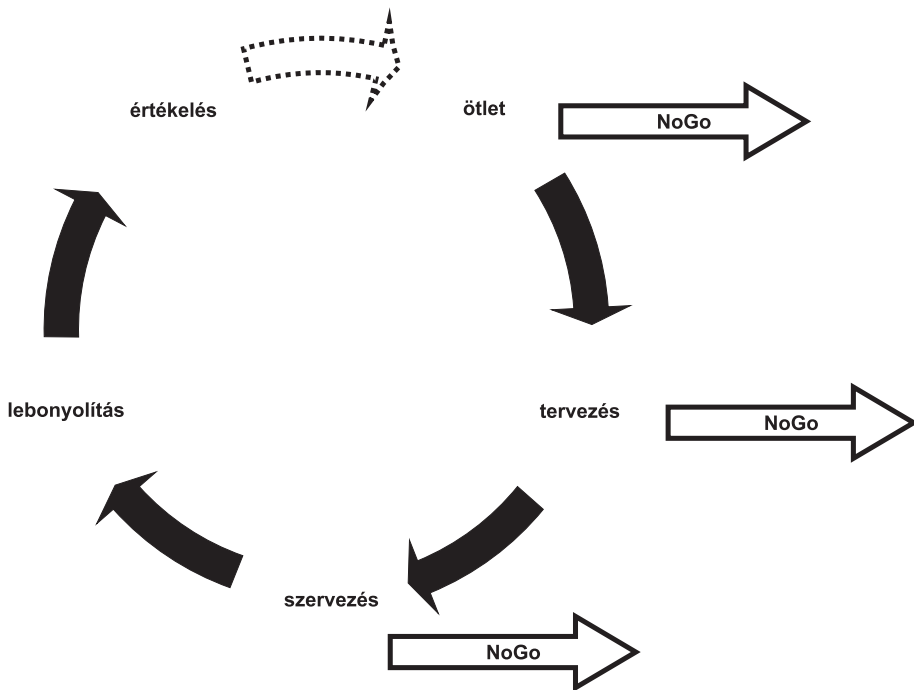 értékelés
ötlet
NoGo
lebonyolítás
tervezés
NoGo
szervezés
NoGo